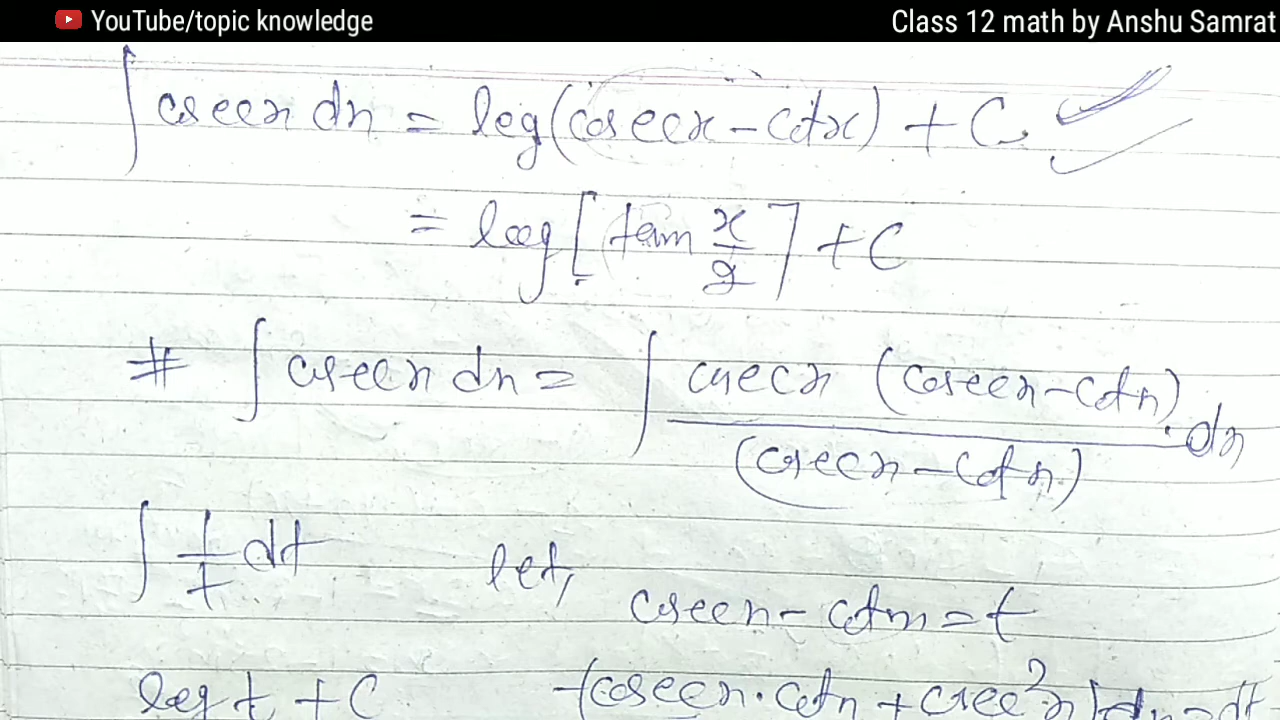 YouTube/topic knowledge
Class 12 math by Anshu Samrat
∫ cosecx dx = log(cosecx - cotx) + C
= log[tan x/2] + C
# ∫ cosecx dx = ∫ cosecx (cosecx - cotx) / (cosecx - cotx) . dx
∫ 1/t dt let,
cosecx - cotx = t
log t + C -(cosecx . cotx + cosec²x) dx = dt